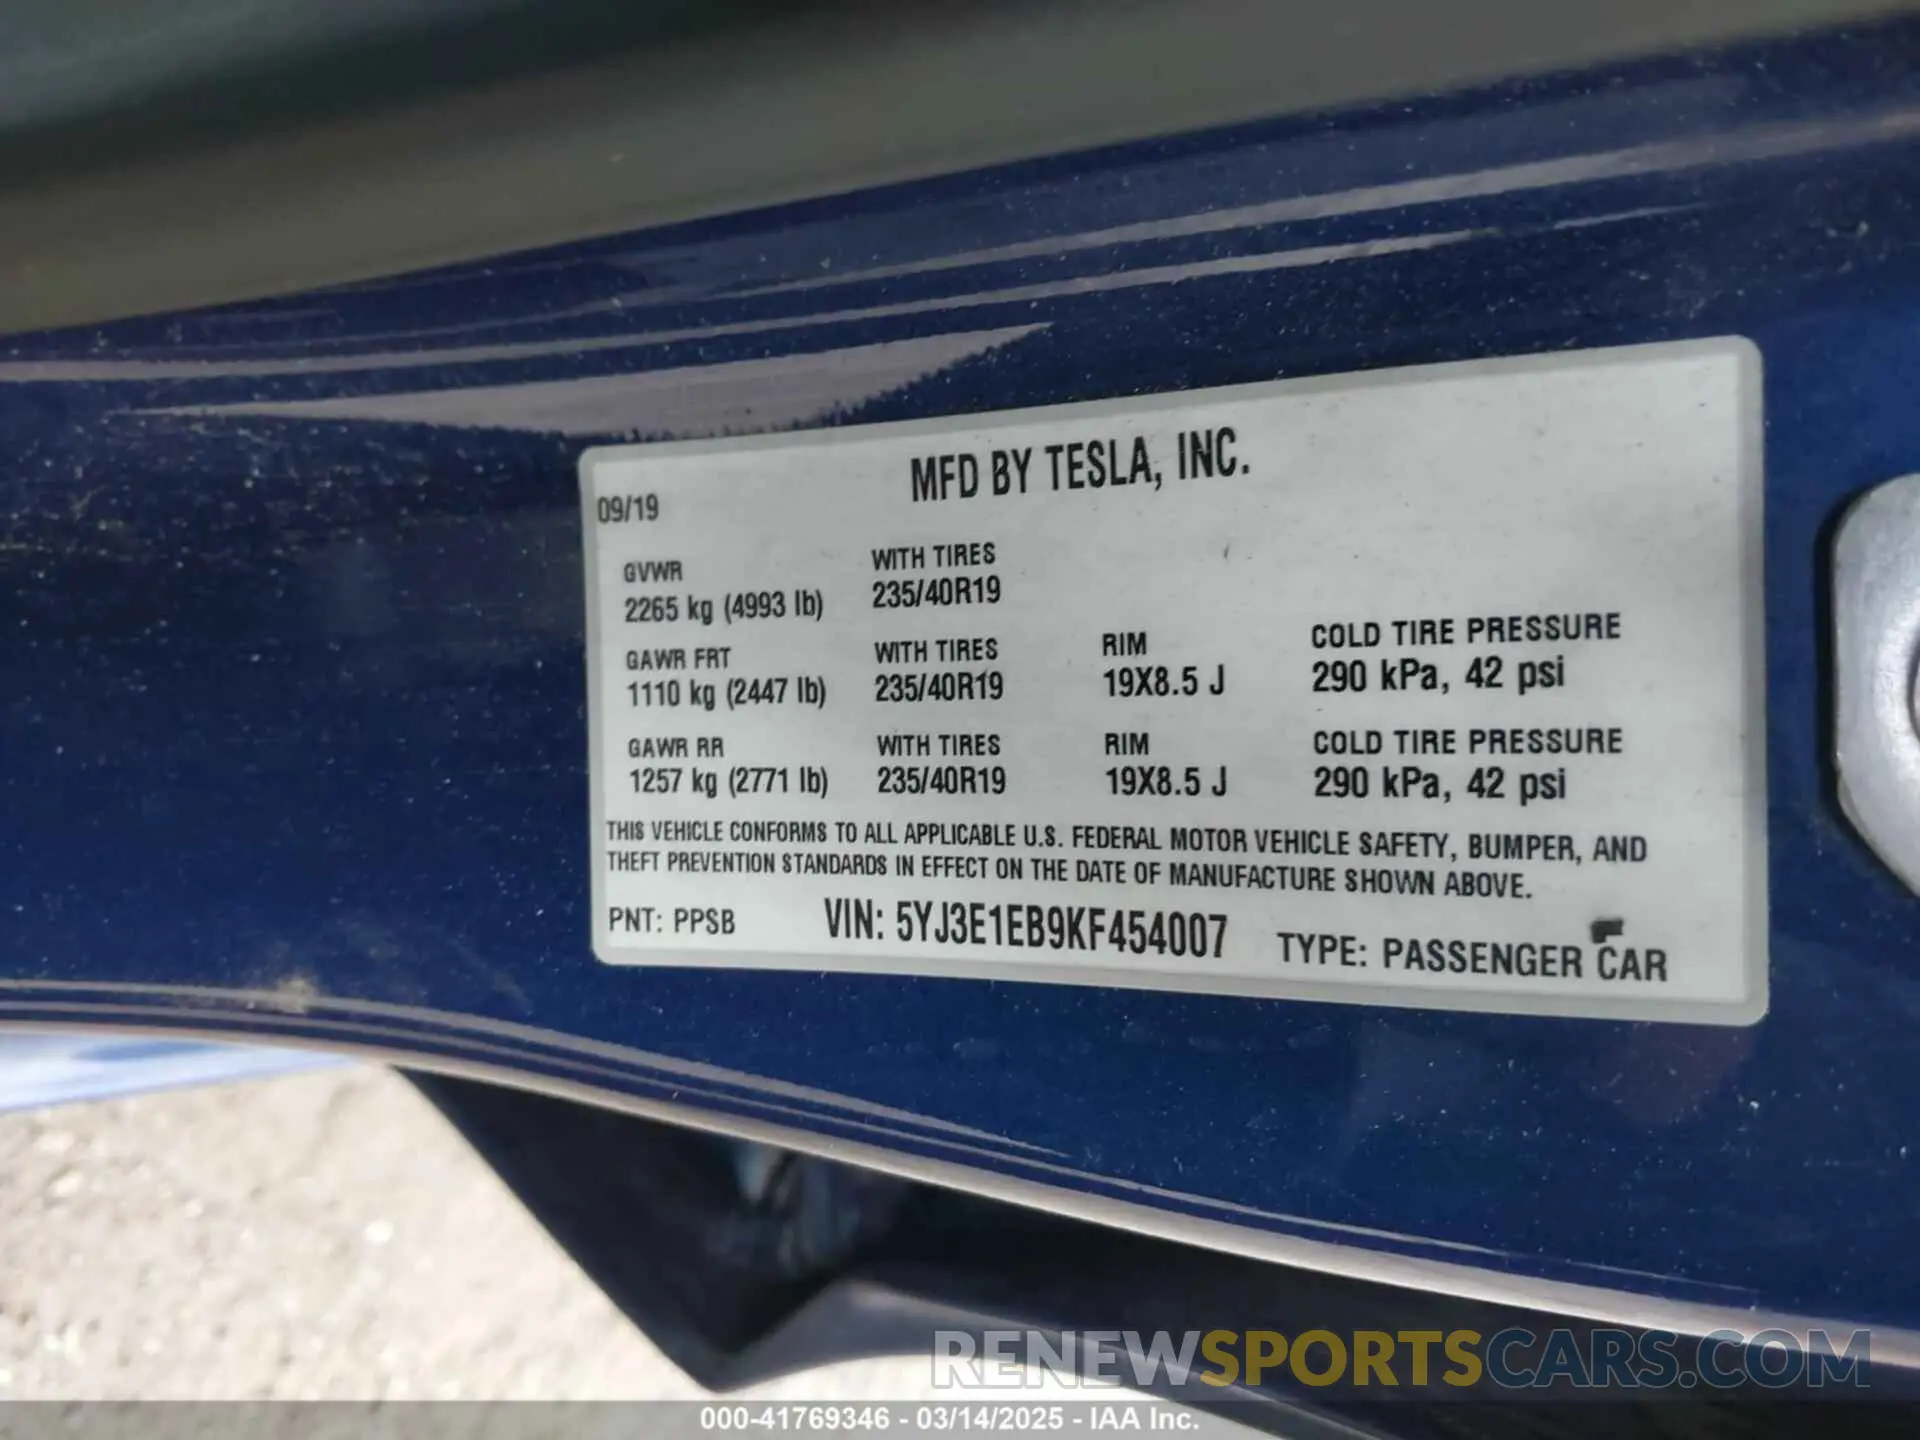 MFD BY TESLA, INC.
09/19
GVWR WITH TIRES
2265 kg (4993 lb) 235/40R19
GAWR FRT WITH TIRES RIM COLD TIRE PRESSURE
1110 kg (2447 lb) 235/40R19 19X8.5 J 290 kPa, 42 psi
GAWR RR WITH TIRES RIM COLD TIRE PRESSURE
1257 kg (2771 lb) 235/40R19 19X8.5 J 290 kPa, 42 psi
THIS VEHICLE CONFORMS TO ALL APPLICABLE U.S. FEDERAL MOTOR VEHICLE SAFETY, BUMPER, AND
THEFT PREVENTION STANDARDS IN EFFECT ON THE DATE OF MANUFACTURE SHOWN ABOVE.
PNT: PPSB VIN: 5YJ3E1EB9KF454007 TYPE: PASSENGER CAR
RENEWSPORTSCARS.COM
000-41769346 - 03/14/2025 - IAA Inc.